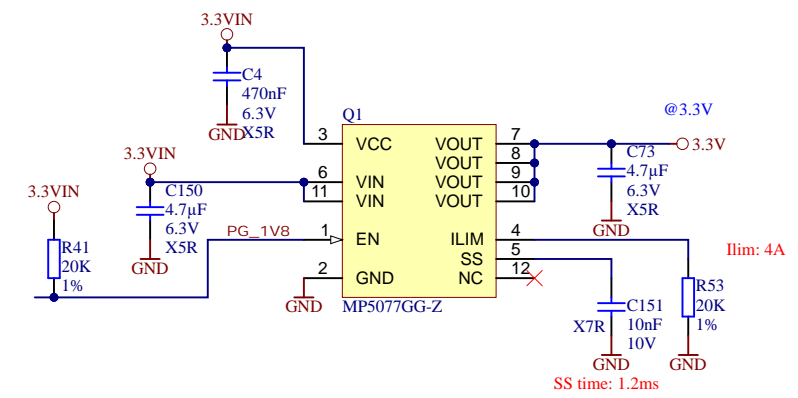 3.3VIN
C4
470nF
6.3V
X5R
GND
Q1
3 VCC
6 VIN
11 VIN
1 EN
2 GND
VOUT 7
VOUT 8
VOUT 9
VOUT 10
ILIM 4
SS 5
NC 12
MP5077GG-Z
3.3VIN
C150
4.7µF
6.3V
X5R
GND
3.3VIN
R41
20K
1%
PG_1V8
GND
@3.3V
3.3V
C73
4.7µF
6.3V
X5R
GND
Ilim: 4A
R53
20K
1%
GND
C151
10nF
10V
X7R
GND
SS time: 1.2ms